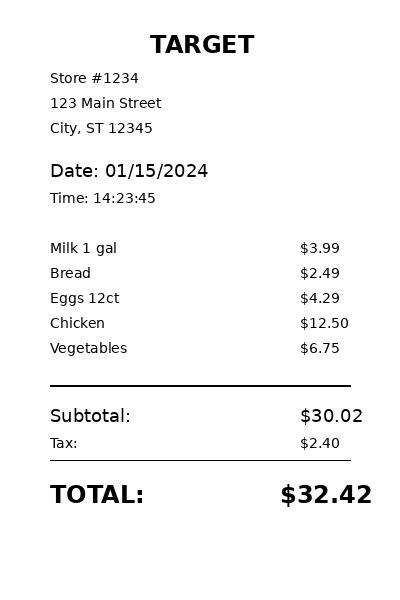 TARGET
Store #1234
123 Main Street
City, ST 12345
Date: 01/15/2024
Time: 14:23:45
Milk 1 gal $3.99
Bread $2.49
Eggs 12ct $4.29
Chicken $12.50
Vegetables $6.75
Subtotal: $30.02
Tax: $2.40
TOTAL: $32.42